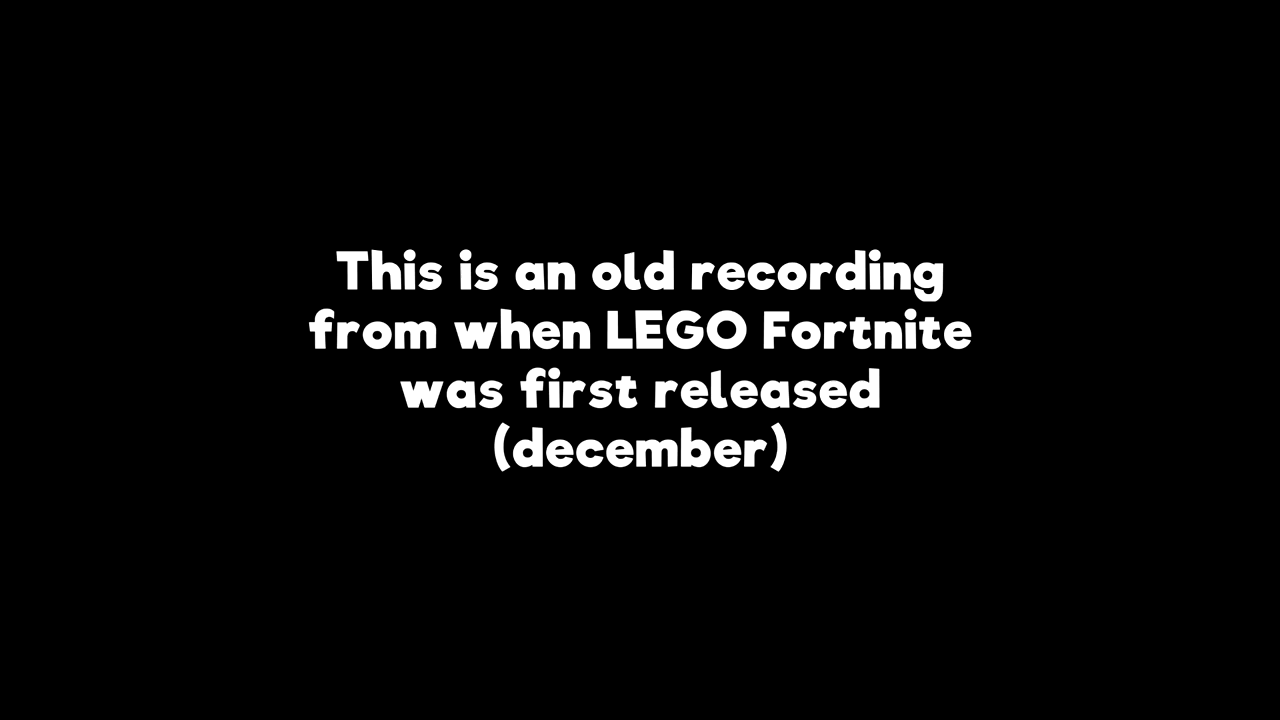 This is an old recording
from when LEGO Fortnite
was first released
(december)